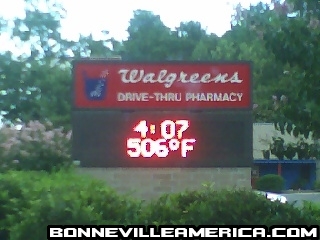 Walgreens
DRIVE-THRU PHARMACY
4:07
506°F
BONNEVILLEAMERICA.COM